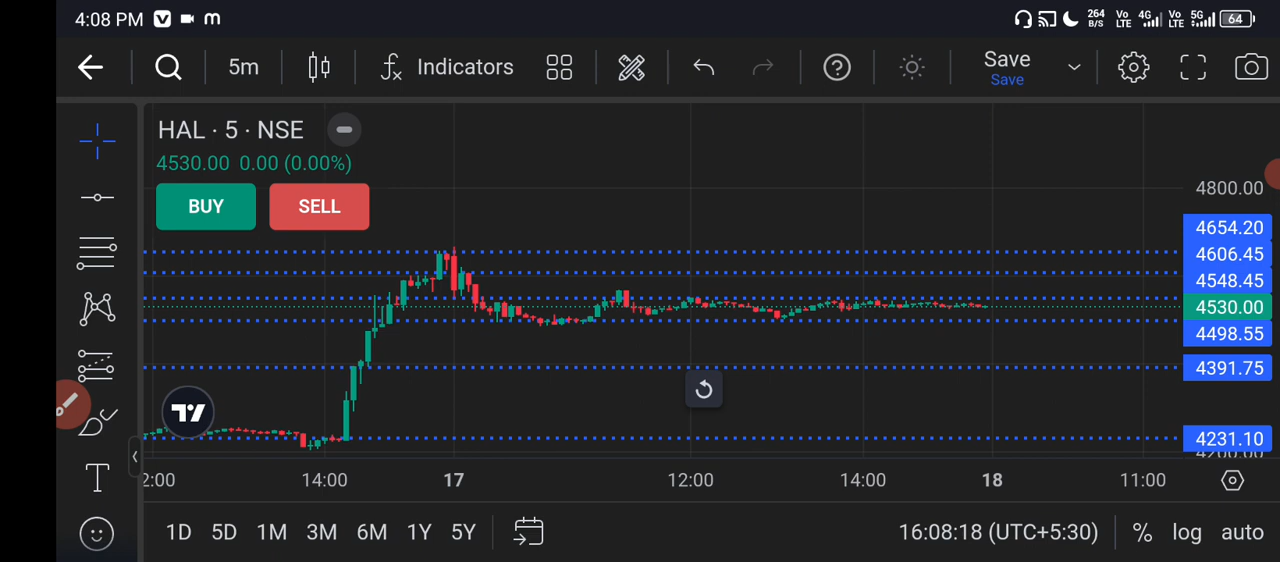 4:08 PM
264 B/S Vo LTE 4G Vo LTE 5G 64
5m Indicators Save
Save
HAL · 5 · NSE
4530.00 0.00 (0.00%)
BUY SELL
4800.00
4654.20
4606.45
4548.45
4530.00
4498.55
4391.75
4231.10
4200.00
2:00 14:00 17 12:00 14:00 18 11:00
1D 5D 1M 3M 6M 1Y 5Y 16:08:18 (UTC+5:30) % log auto